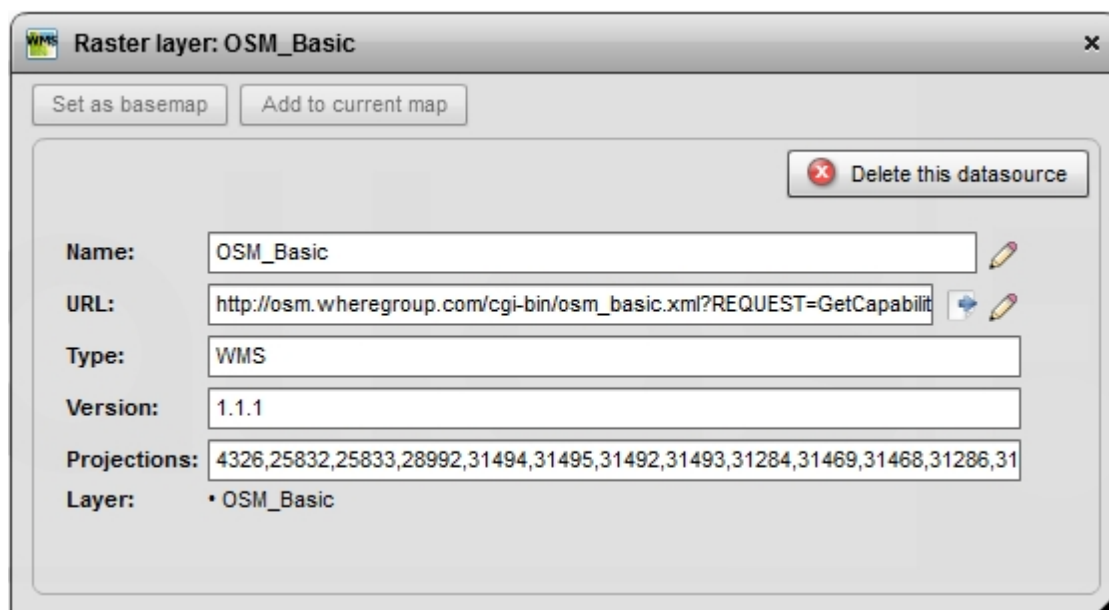 WMS Raster layer: OSM_Basic
Set as basemap Add to current map
Delete this datasource
Name: OSM_Basic
URL: http://osm.wheregroup.com/cgi-bin/osm_basic.xml?REQUEST=GetCapabilit
Type: WMS
Version: 1.1.1
Projections: 4326,25832,25833,28992,31494,31495,31492,31493,31284,31469,31468,31286,31
Layer: • OSM_Basic